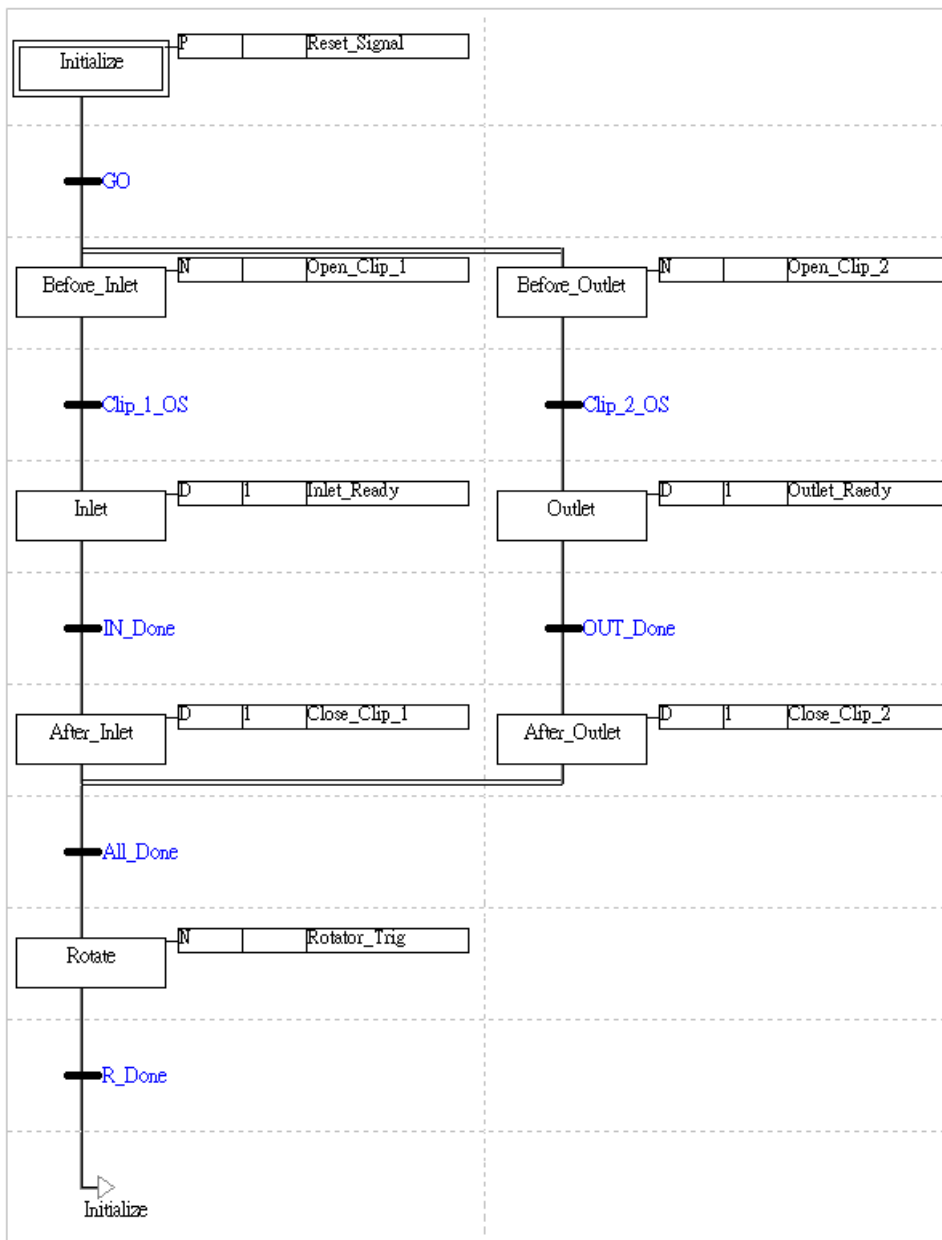 Initialize P Reset_Signal
GO
Before_Inlet N Open_Clip_1 Before_Outlet N Open_Clip_2
Clip_1_OS Clip_2_OS
Inlet D 1 Inlet_Ready Outlet D 1 Outlet_Raedy
IN_Done OUT_Done
After_Inlet D 1 Close_Clip_1 After_Outlet D 1 Close_Clip_2
All_Done
Rotate N Rotator_Trig
R_Done
Initialize